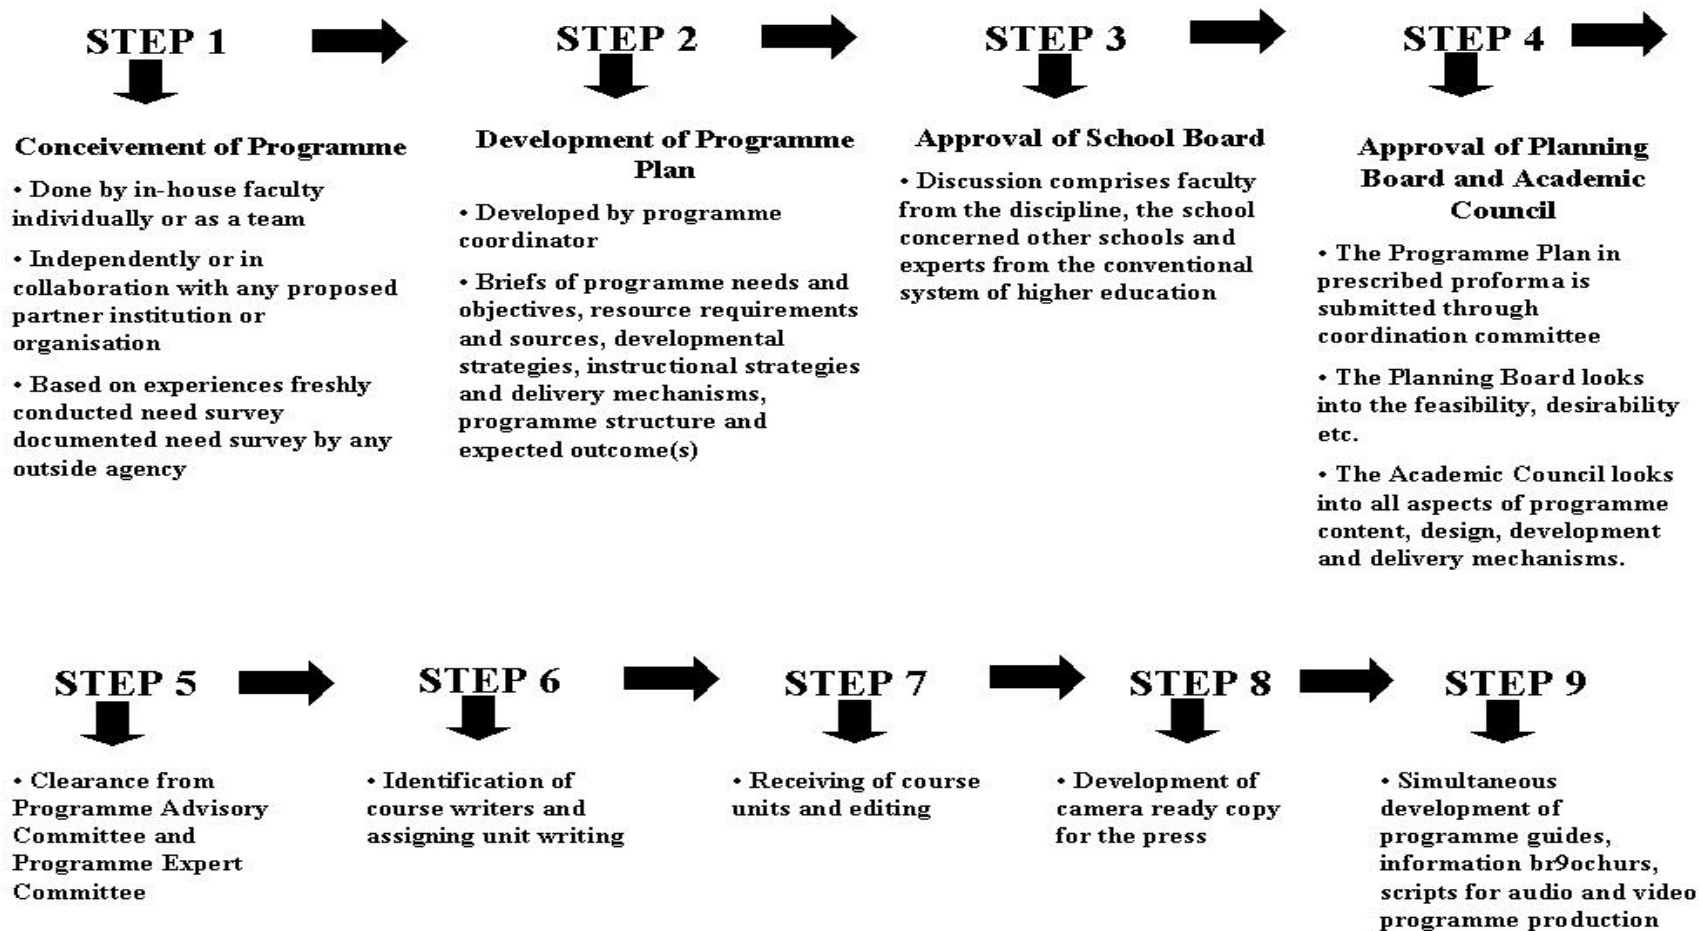 STEP 1
STEP 2
STEP 3
STEP 4
Conceivement of Programme
• Done by in-house faculty
individually or as a team
• Independently or in
collaboration with any proposed
partner institution or
organisation
• Based on experiences freshly
conducted need survey
documented need survey by any
outside agency
Development of Programme
Plan
• Developed by programme
coordinator
• Briefs of programme needs and
objectives, resource requirements
and sources, developmental
strategies, instructional strategies
and delivery mechanisms,
programme structure and
expected outcome(s)
Approval of School Board
• Discussion comprises faculty
from the discipline, the school
concerned other schools and
experts from the conventional
system of higher education
Approval of Planning
Board and Academic
Council
• The Programme Plan in
prescribed proforma is
submitted through
coordination committee
• The Planning Board looks
into the feasibility, desirability
etc.
• The Academic Council looks
into all aspects of programme
content, design, development
and delivery mechanisms.
STEP 5
STEP 6
STEP 7
STEP 8
STEP 9
• Clearance from
Programme Advisory
Committee and
Programme Expert
Committee
• Identification of
course writers and
assigning unit writing
• Receiving of course
units and editing
• Development of
camera ready copy
for the press
• Simultaneous
development of
programme guides,
information br9ochurs,
scripts for audio and video
programme production